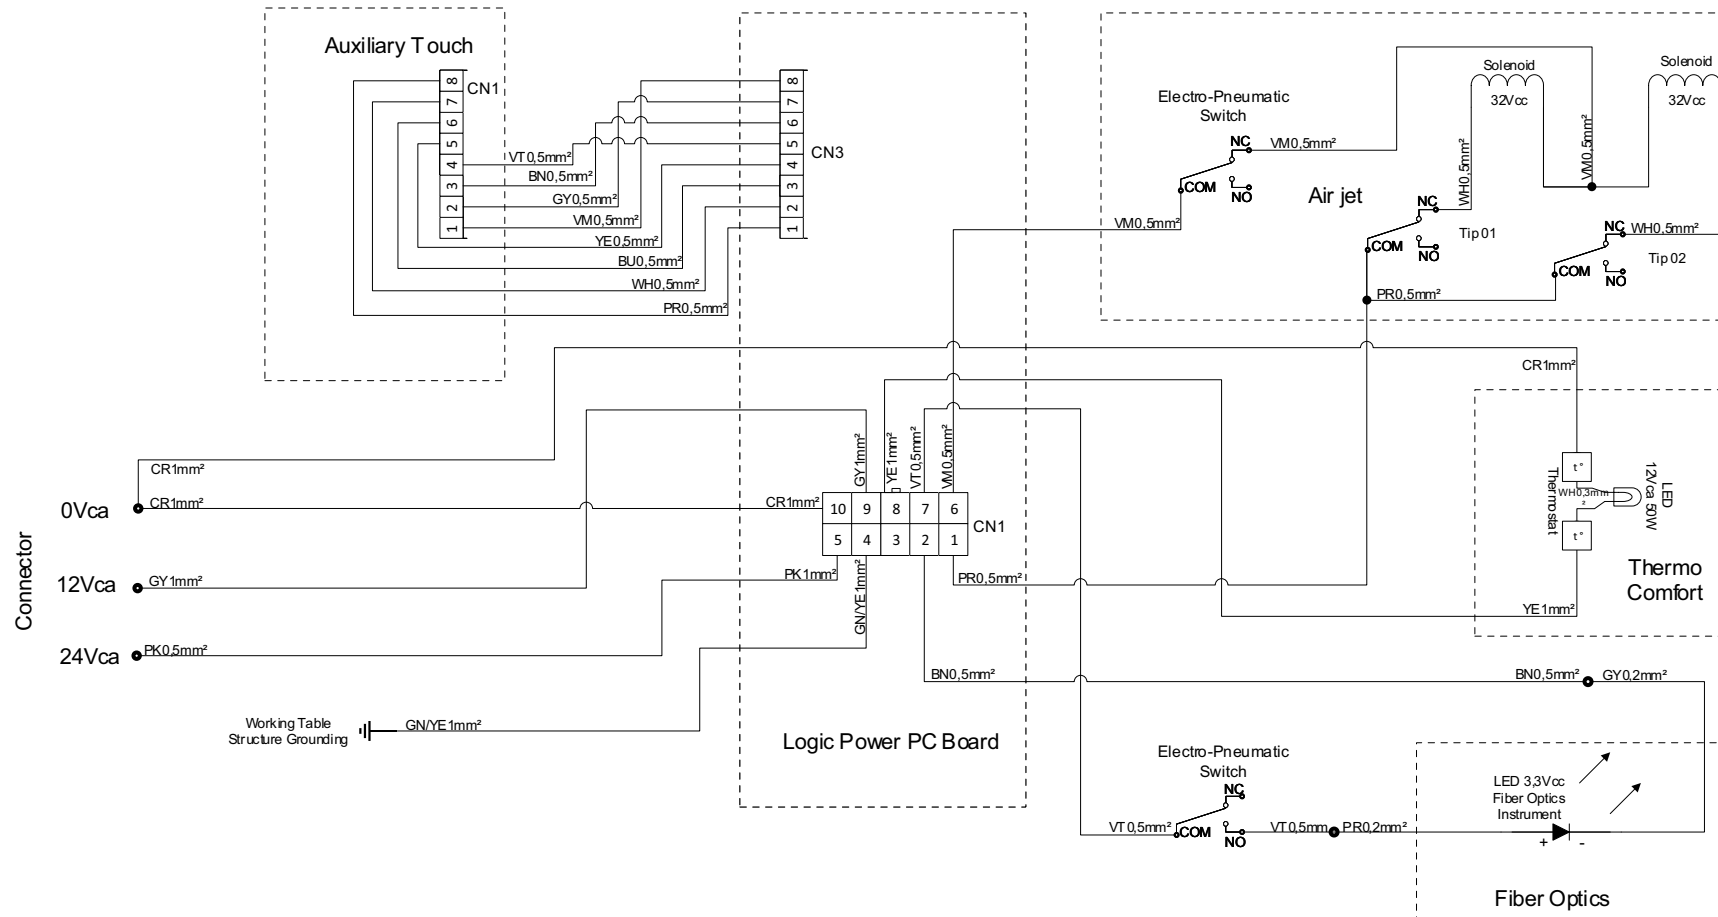 Auxiliary Touch
8
7
6
5
4
3
2
1
CN1
VT0,5mm²
BN0,5mm²
GY0,5mm²
VM0,5mm²
YE0,5mm²
BU0,5mm²
WH0,5mm²
PR0,5mm²
8
7
6
5
4
3
2
1
CN3
Electro-Pneumatic
Switch
NC
COM
NO
VM0,5mm²
VM0,5mm²
Air jet
Solenoid
32Vcc
WH0,5mm²
VM0,5mm²
Solenoid
32Vcc
NC
COM
NO
Tip01
NC
COM
NO
WH0,5mm²
Tip02
PR0,5mm²
Connector
0Vca
CR1mm²
CR1mm²
CR1mm²
12Vca
GY1mm²
24Vca
PK0,5mm²
PK1mm²
GY1mm²
YE1mm²
VT0,5mm²
VM0,5mm²
10
9
8
7
6
5
4
3
2
1
CN1
PR0,5mm²
GN/YE1mm²
BN0,5mm²
Working Table
Structure Grounding
GN/YE1mm²
Logic Power PC Board
CR1mm²
t°
Thermostat
WH0,3mm
²
LED
12Vca 50W
t°
Thermo
Comfort
YE1mm²
BN0,5mm²
GY0,2mm²
Electro-Pneumatic
Switch
NC
VT0,5mm²
COM
NO
VT0,5mm
PR0,2mm²
LED 3,3Vcc
Fiber Optics
Instrument
+
-
Fiber Optics